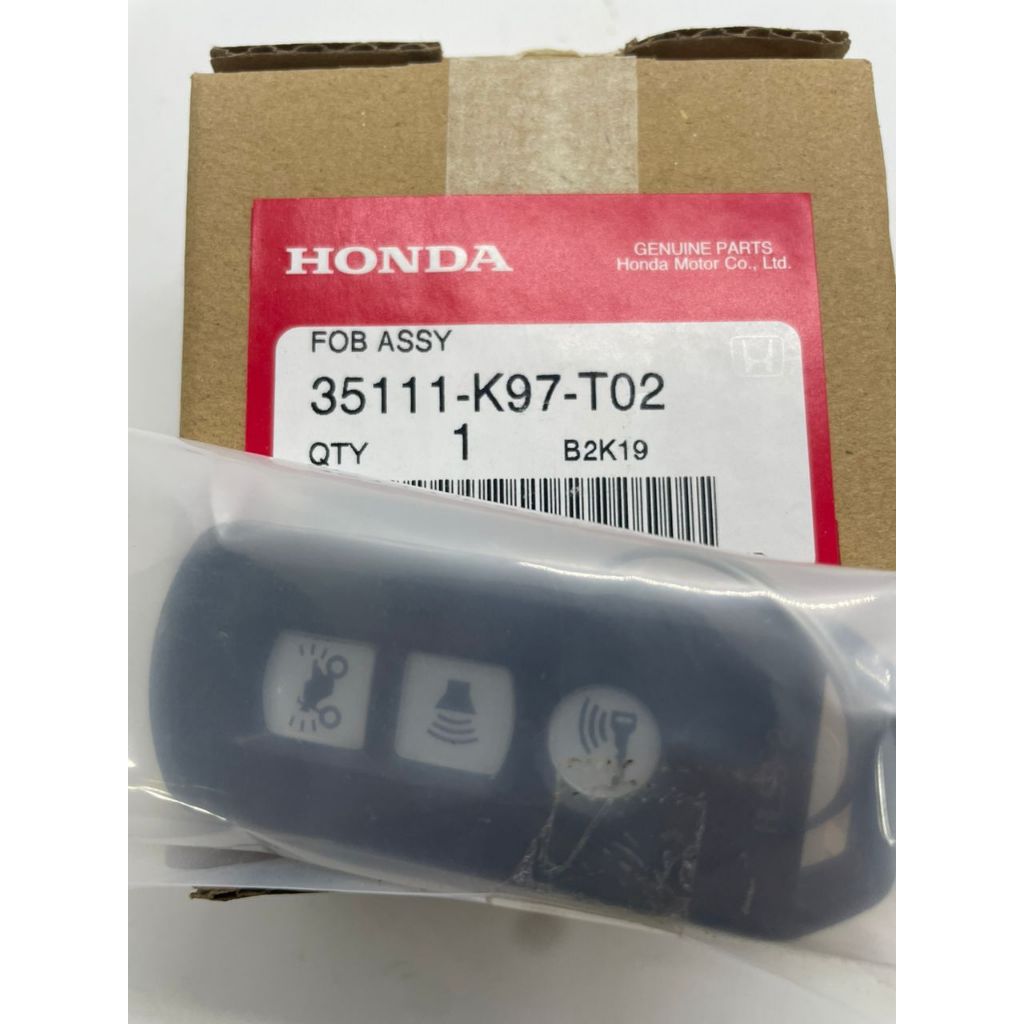 HONDA
GENUINE PARTS
Honda Motor Co., Ltd.
FOB ASSY
35111-K97-T02
QTY 1 B2K19